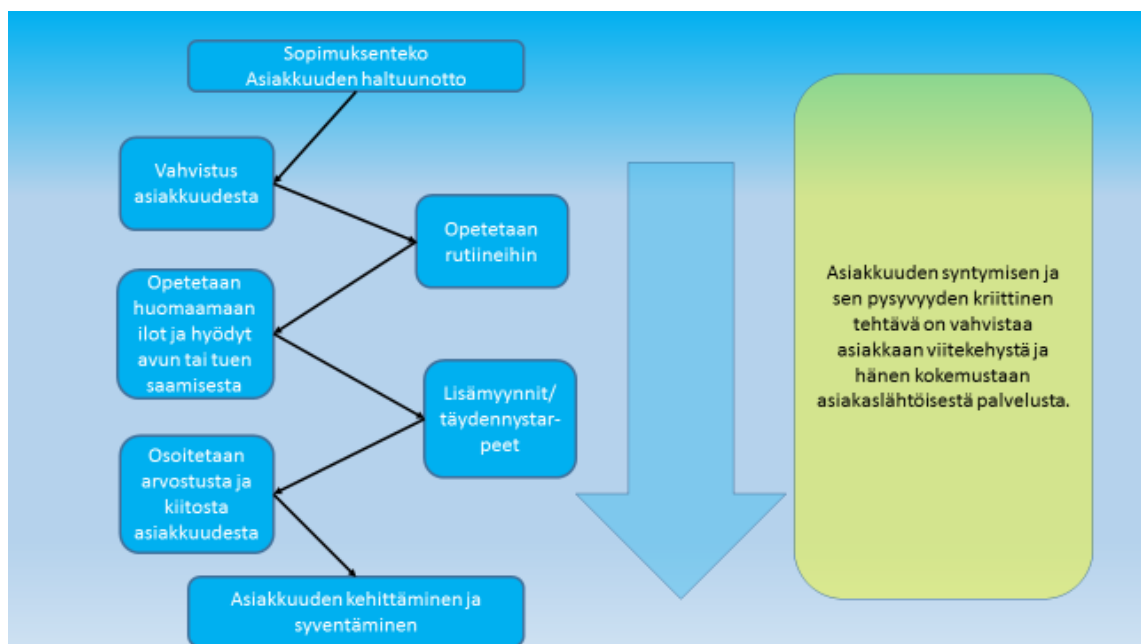 Sopimuksenteko
Asiakkuuden haltuunotto
Vahvistus
asiakkuudesta
Opetetaan
rutiineihin
Opetetaan
huomaamaan
ilot ja hyödyt
avun tai tuen
saamisesta
Lisämyynnit/
täydennystar-
peet
Osoitetaan
arvostusta ja
kiitosta
asiakkuudesta
Asiakkuuden kehittäminen ja
syventäminen
Asiakkuuden syntymisen ja
sen pysyvyyden kriittinen
tehtävä on vahvistaa
asiakkaan viitekehystä ja
hänen kokemustaan
asiakaslähtöisestä palvelusta.